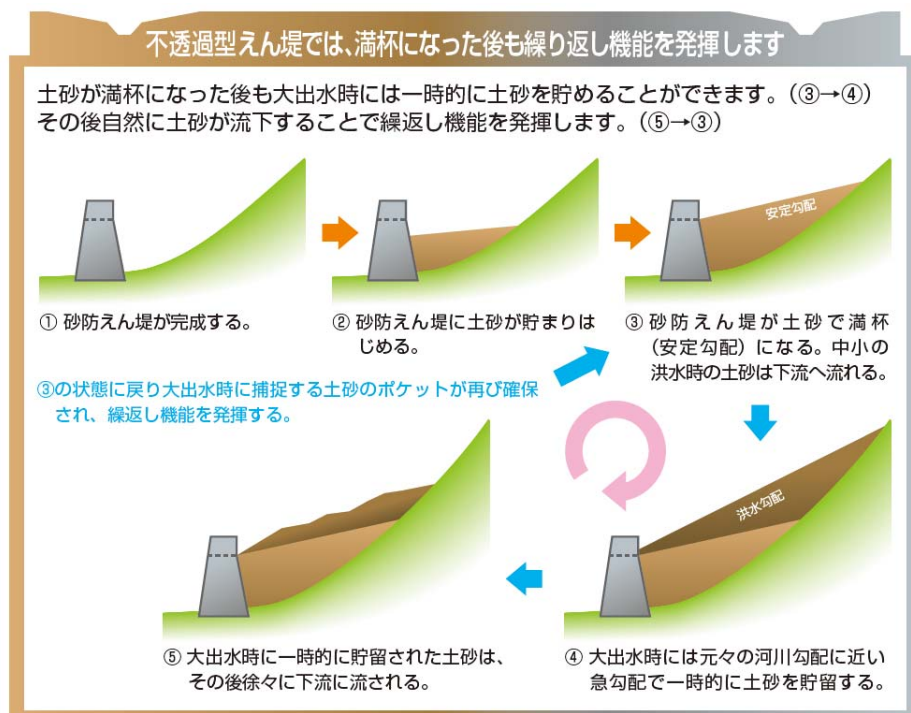 不透過型えん堤では、満杯になった後も繰り返し機能を発揮します
土砂が満杯になった後も大出水時には一時的に土砂を貯めることができます。(③→④)
その後自然に土砂が流下することで繰返し機能を発揮します。(⑤→③)
安定勾配
① 砂防えん堤が完成する。
② 砂防えん堤に土砂が貯まりは
じめる。
③ 砂防えん堤が土砂で満杯
(安定勾配)になる。中小の
洪水時の土砂は下流へ流れる。
③の状態に戻り大出水時に捕捉する土砂のポケットが再び確保
され、繰返し機能を発揮する。
洪水勾配
⑤ 大出水時に一時的に貯留された土砂は、
その後徐々に下流に流される。
④ 大出水時には元々の河川勾配に近い
急勾配で一時的に土砂を貯留する。